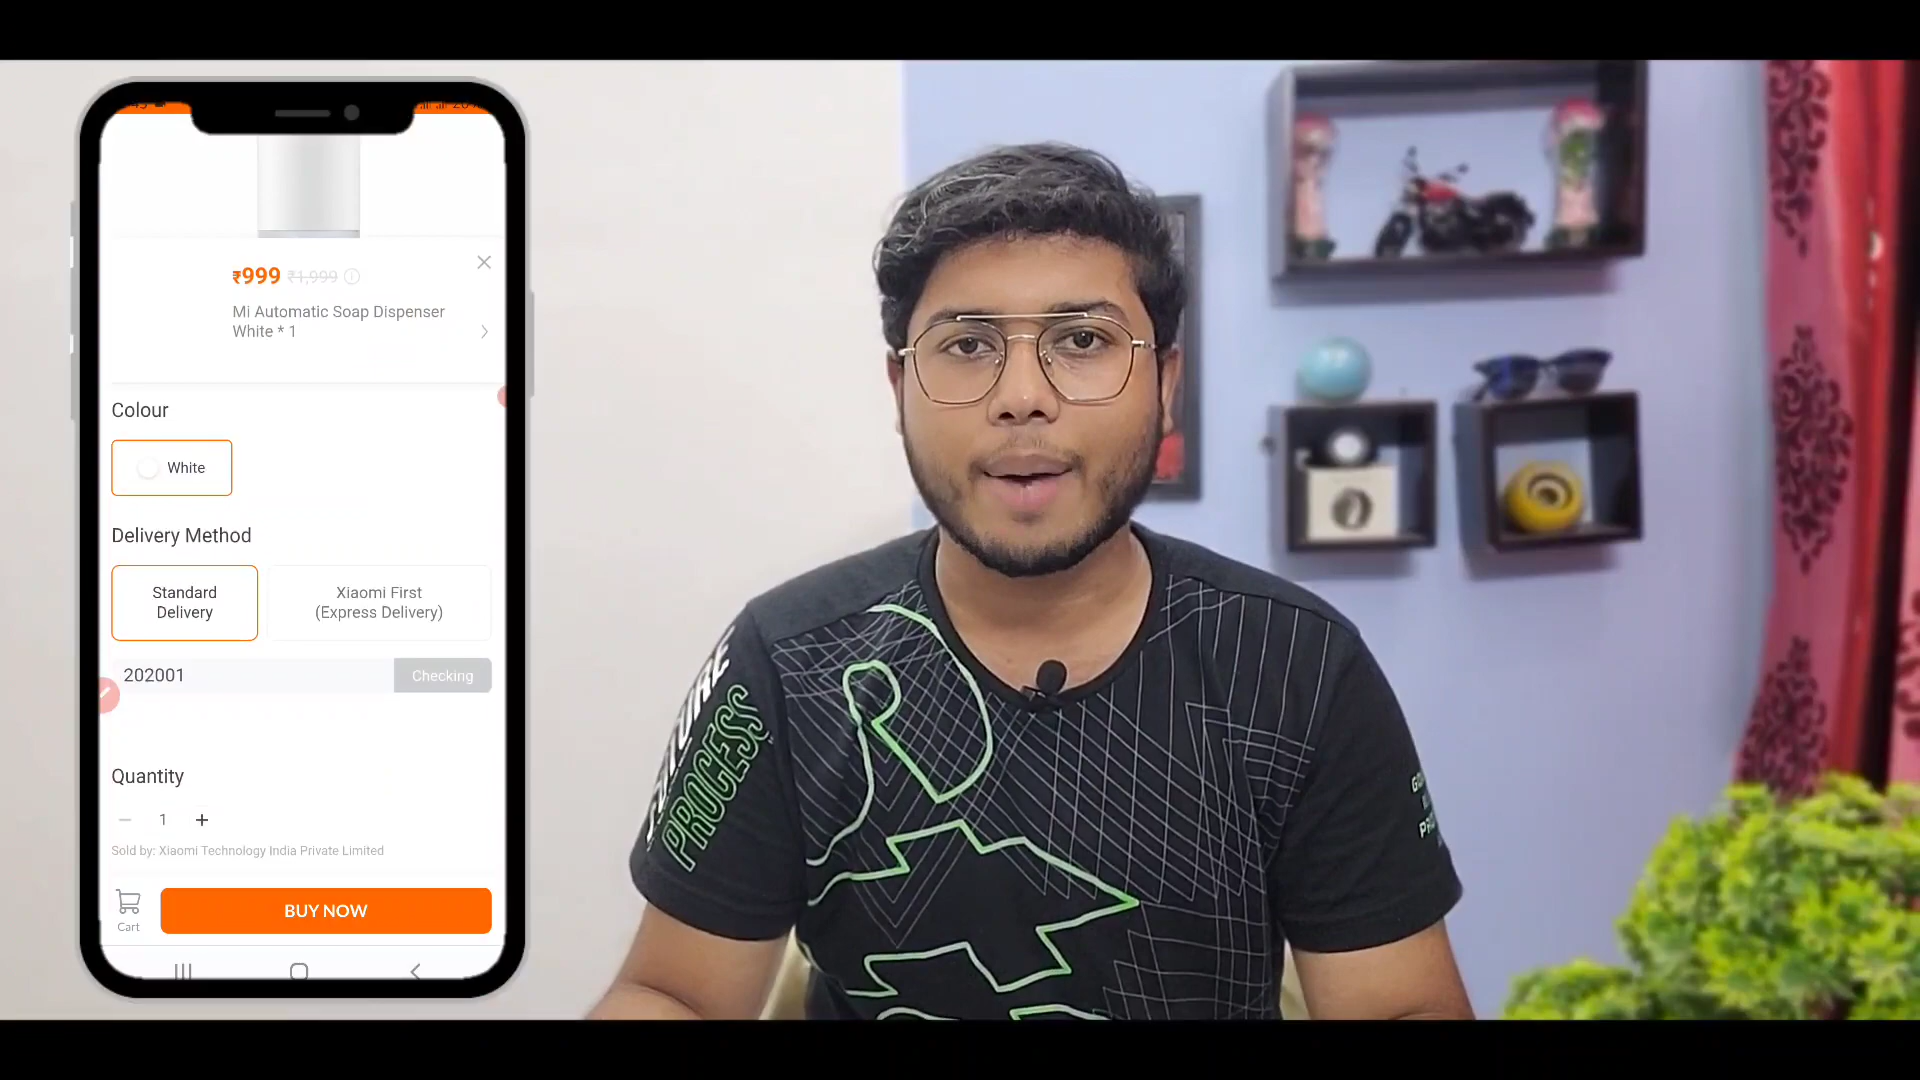 ₹999 ₹1,999
Mi Automatic Soap Dispenser
White * 1
Colour
White
Delivery Method
Standard
Delivery
Xiaomi First
(Express Delivery)
202001
Checking
Quantity
1
Sold by: Xiaomi Technology India Private Limited
Cart
BUY NOW
PROCESS